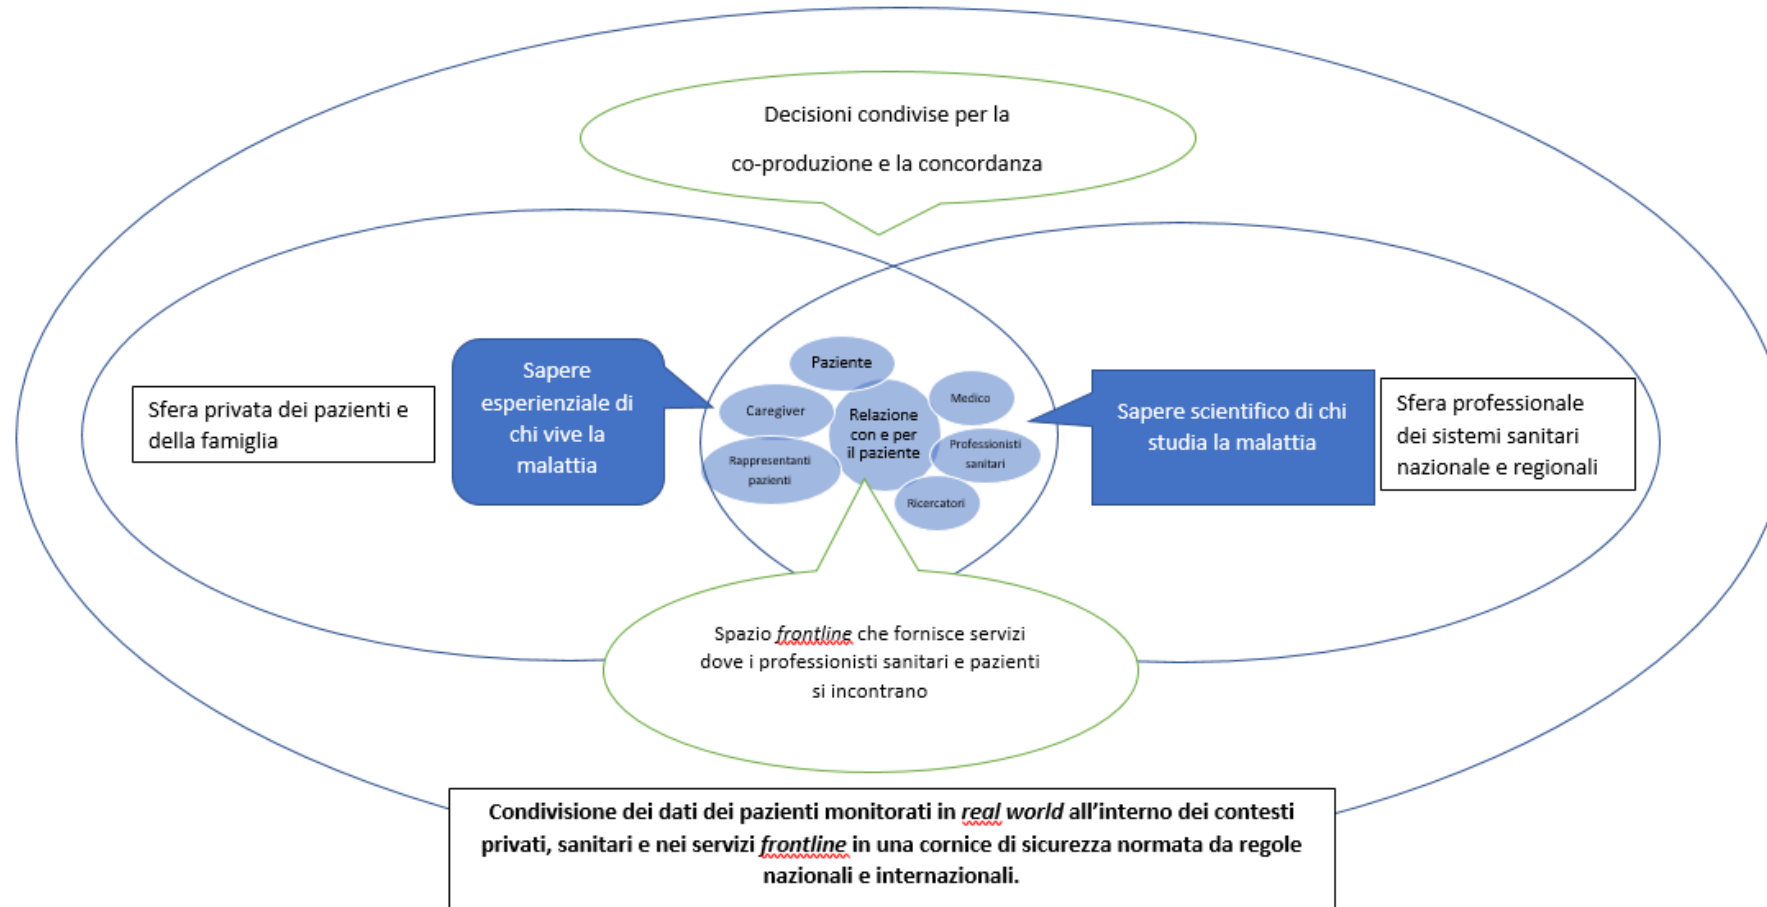 Decisioni condivise per la
co-produzione e la concordanza
Sfera privata dei pazienti e
della famiglia
Sapere
esperienziale di
chi vive la
malattia
Paziente
Caregiver
Rappresentanti
pazienti
Relazione
con e per
il paziente
Medico
Professionisti
sanitari
Ricercatori
Sapere scientifico di chi
studia la malattia
Sfera professionale
dei sistemi sanitari
nazionale e regionali
Spazio frontline che fornisce servizi
dove i professionisti sanitari e pazienti
si incontrano
Condivisione dei dati dei pazienti monitorati in real world all’interno dei contesti
privati, sanitari e nei servizi frontline in una cornice di sicurezza normata da regole
nazionali e internazionali.